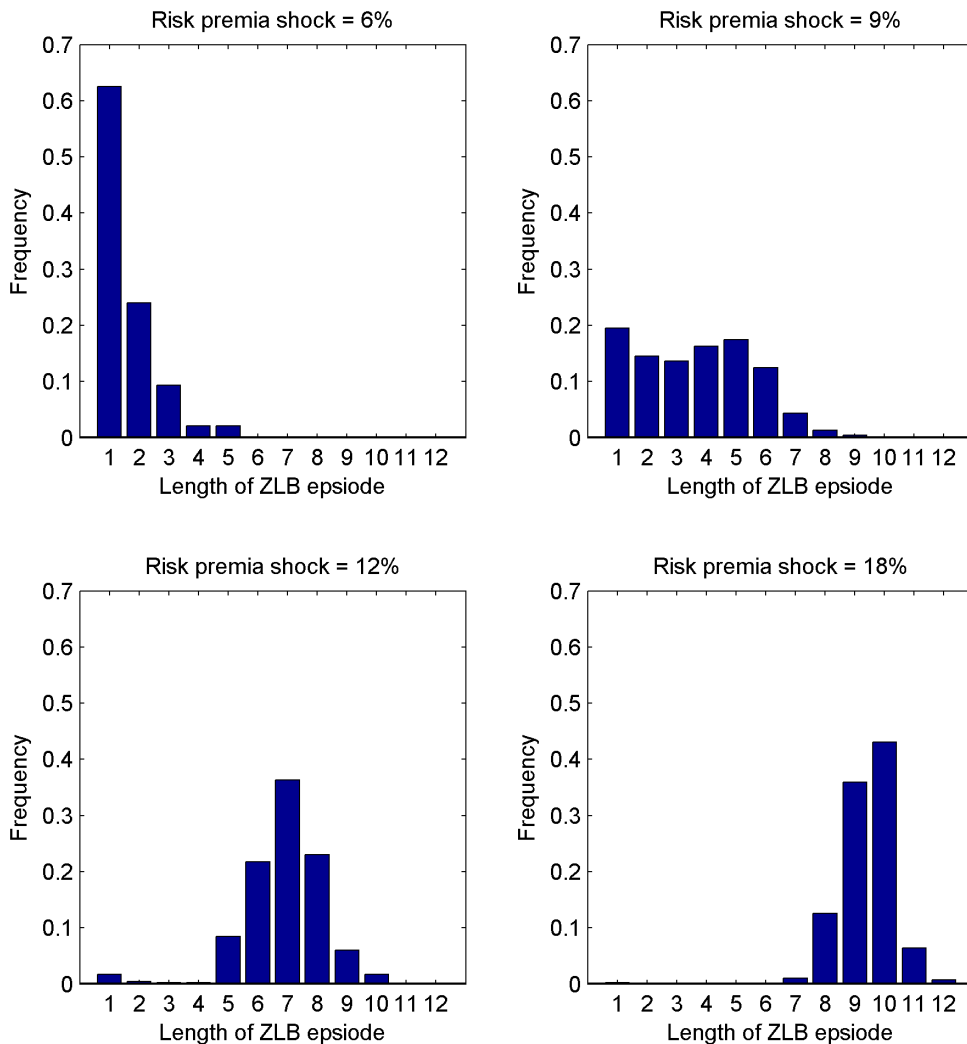 Risk premia shock = 6%
0.7
0.6
0.5
0.4
0.3
0.2
0.1
0
Frequency
1 2 3 4 5 6 7 8 9 10 11 12
Length of ZLB epsiode
Risk premia shock = 9%
0.7
0.6
0.5
0.4
0.3
0.2
0.1
0
Frequency
1 2 3 4 5 6 7 8 9 10 11 12
Length of ZLB epsiode
Risk premia shock = 12%
0.7
0.6
0.5
0.4
0.3
0.2
0.1
0
Frequency
1 2 3 4 5 6 7 8 9 10 11 12
Length of ZLB epsiode
Risk premia shock = 18%
0.7
0.6
0.5
0.4
0.3
0.2
0.1
0
Frequency
1 2 3 4 5 6 7 8 9 10 11 12
Length of ZLB epsiode